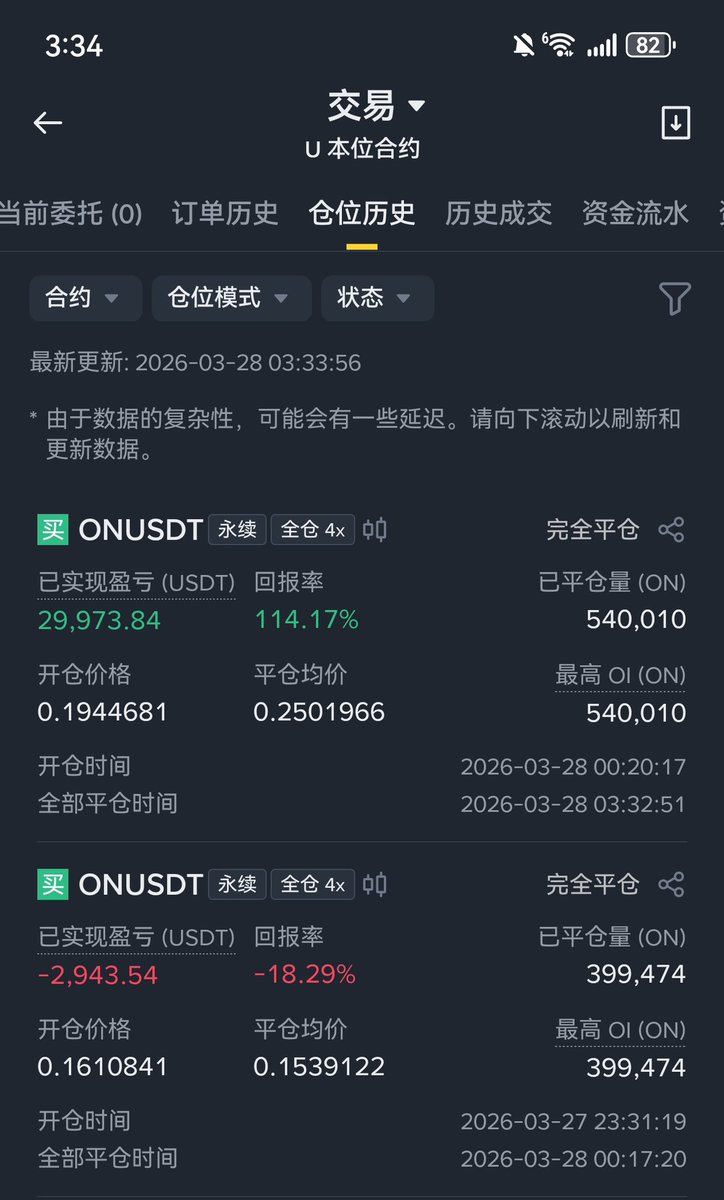 3:34
6
82
交易
U 本位合约
当前委托 (0) 订单历史 仓位历史 历史成交 资金流水
合约 仓位模式 状态
最新更新: 2026-03-28 03:33:56
* 由于数据的复杂性，可能会有一些延迟。请向下滚动以刷新和
更新数据。
买 ONUSDT 永续 全仓 4x 完全平仓
已实现盈亏 (USDT) 回报率 已平仓量 (ON)
29,973.84 114.17% 540,010
开仓价格 平仓均价 最高 OI (ON)
0.1944681 0.2501966 540,010
开仓时间 2026-03-28 00:20:17
全部平仓时间 2026-03-28 03:32:51
买 ONUSDT 永续 全仓 4x 完全平仓
已实现盈亏 (USDT) 回报率 已平仓量 (ON)
-2,943.54 -18.29% 399,474
开仓价格 平仓均价 最高 OI (ON)
0.1610841 0.1539122 399,474
开仓时间 2026-03-27 23:31:19
全部平仓时间 2026-03-28 00:17:20